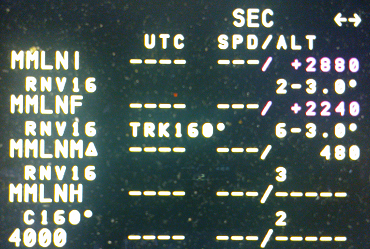 SEC ←→
UTC SPD/ALT
MMLNI ---- ---/ +2880
RNV16 2-3.0°
MMLNF ---- ---/ +2240
RNV16 TRK160° 6-3.0°
MMLNM∆ ---- ---/ 480
RNV16 3
MMLNH ---- ---/-----
C160° 2
4000 ---- ---/-----